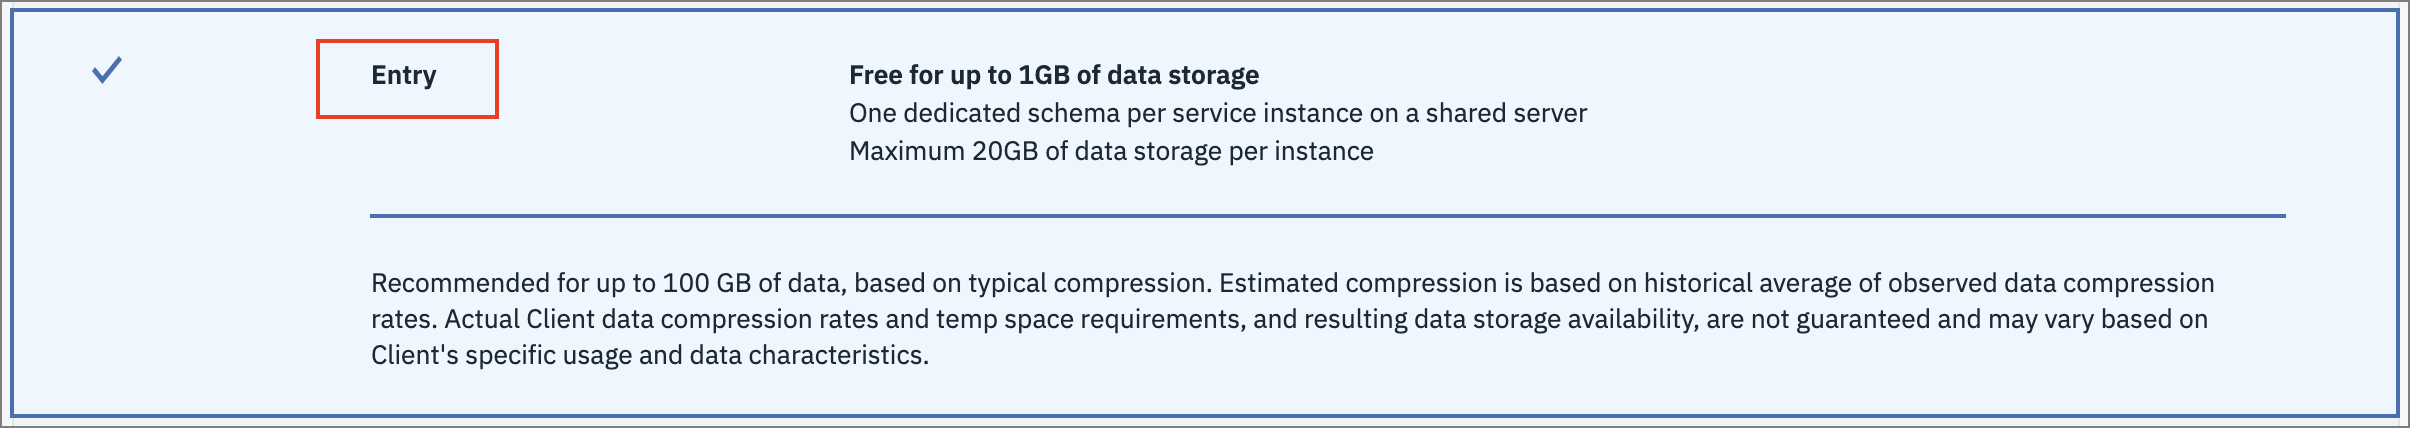 Entry
Free for up to 1GB of data storage
One dedicated schema per service instance on a shared server
Maximum 20GB of data storage per instance
Recommended for up to 100 GB of data, based on typical compression. Estimated compression is based on historical average of observed data compression
rates. Actual Client data compression rates and temp space requirements, and resulting data storage availability, are not guaranteed and may vary based on
Client's specific usage and data characteristics.